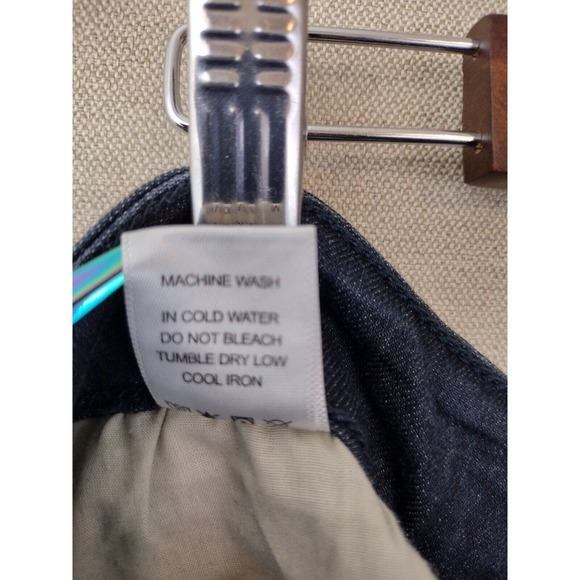 MACHINE WASH
IN COLD WATER
DO NOT BLEACH
TUMBLE DRY LOW
COOL IRON